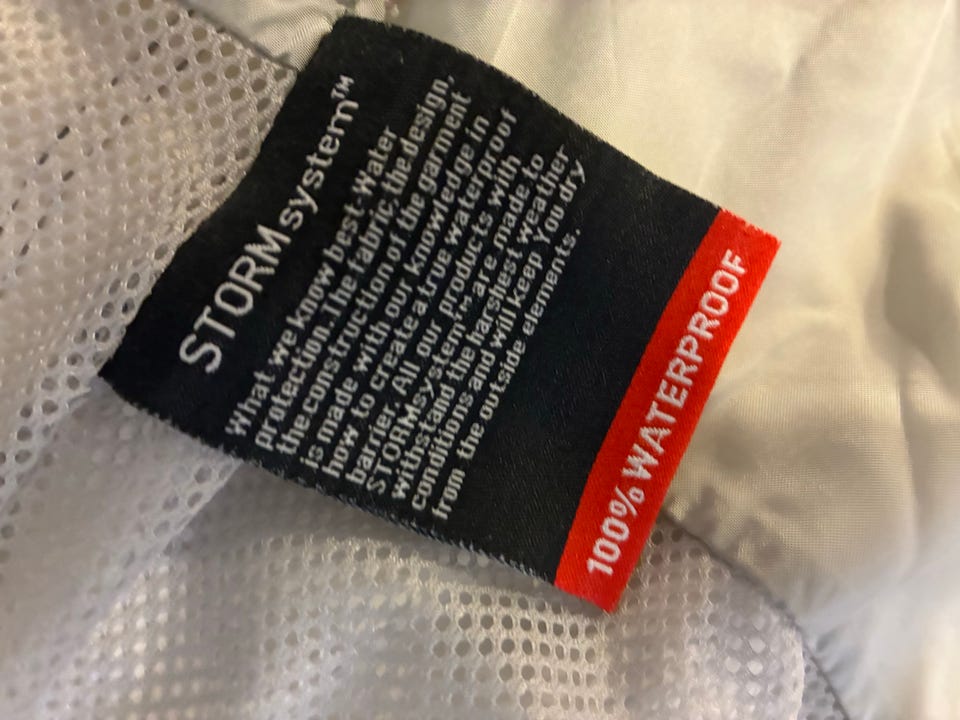 STORMsystem™
What we know best-Water
protection. The fabric, the design,
the construction of the garment
is made with our knowledge in
how to create a true waterproof
barrier. All our products with
STORMsystem™ are made to
withstand the harshest weather
conditions and will keep You dry
from the outside elements.
100% WATERPROOF